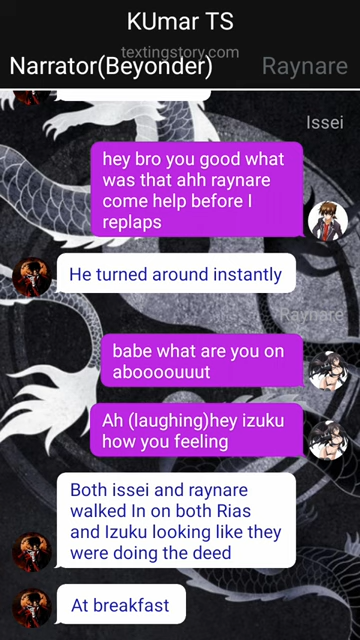 KUmar TS
textingstory.com
Narrator(Beyonder) Raynare
Issei
hey bro you good what
was that ahh raynare
come help before I
replaps
He turned around instantly
Raynare
babe what are you on
aboooouuut
Ah (laughing)hey izuku
how you feeling
Both issei and raynare
walked In on both Rias
and Izuku looking like they
were doing the deed
At breakfast